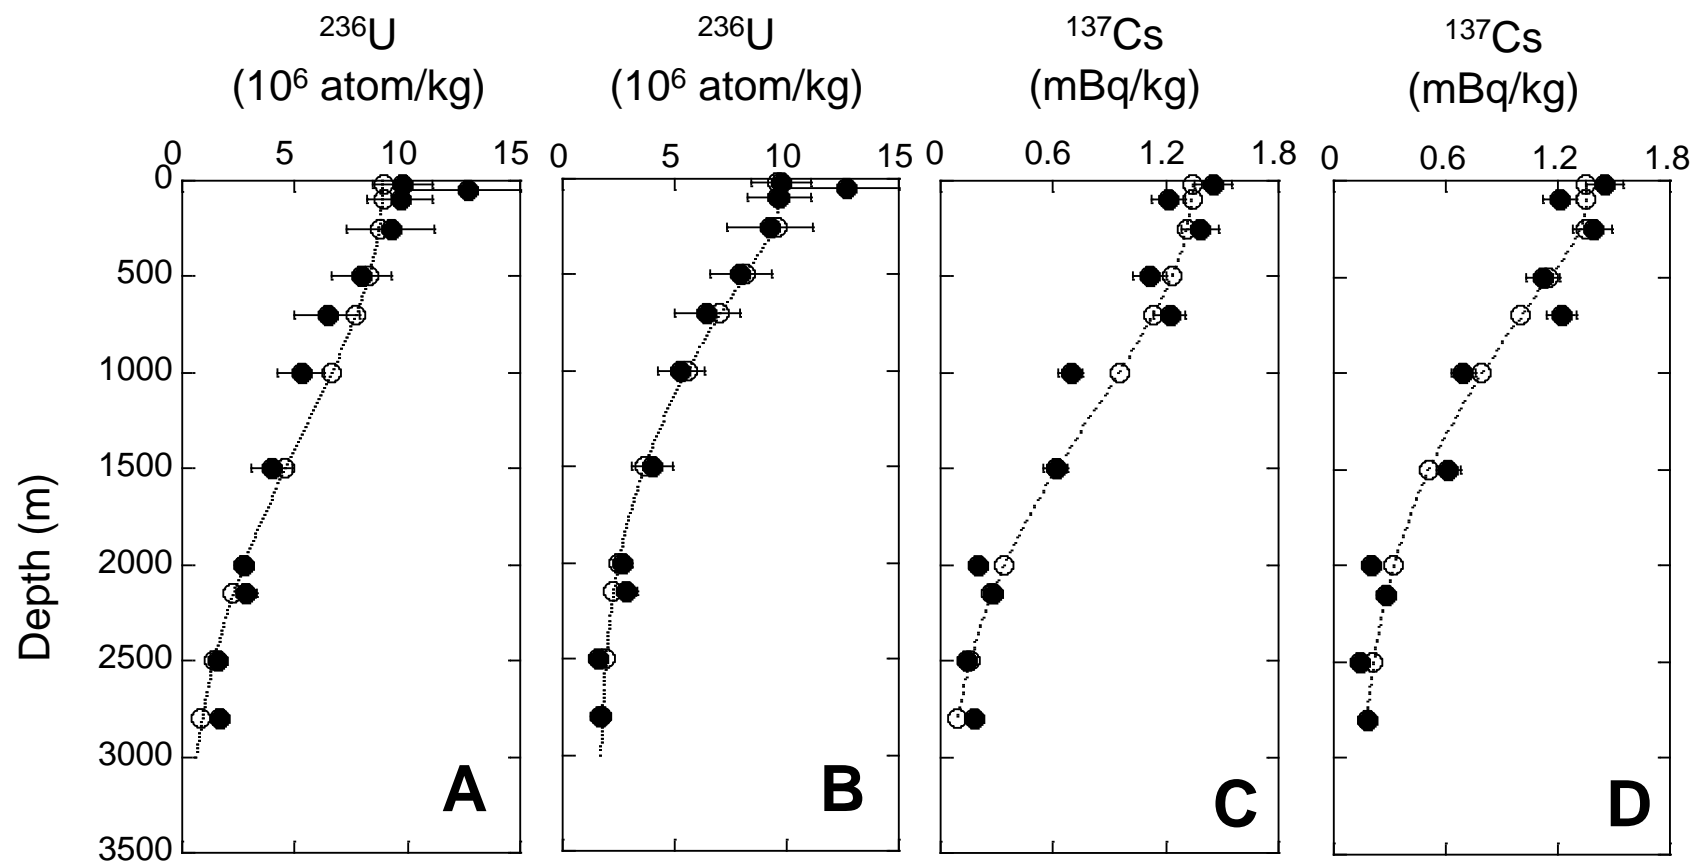 ²³⁶U ²³⁶U ¹³⁷Cs ¹³⁷Cs
(10⁶ atom/kg) (10⁶ atom/kg) (mBq/kg) (mBq/kg)
0 5 10 15 0 5 10 15 0 0.6 1.2 1.8 0 0.6 1.2 1.8
0
500
1000
1500
2000
2500
3000
3500
Depth (m)
A B C D